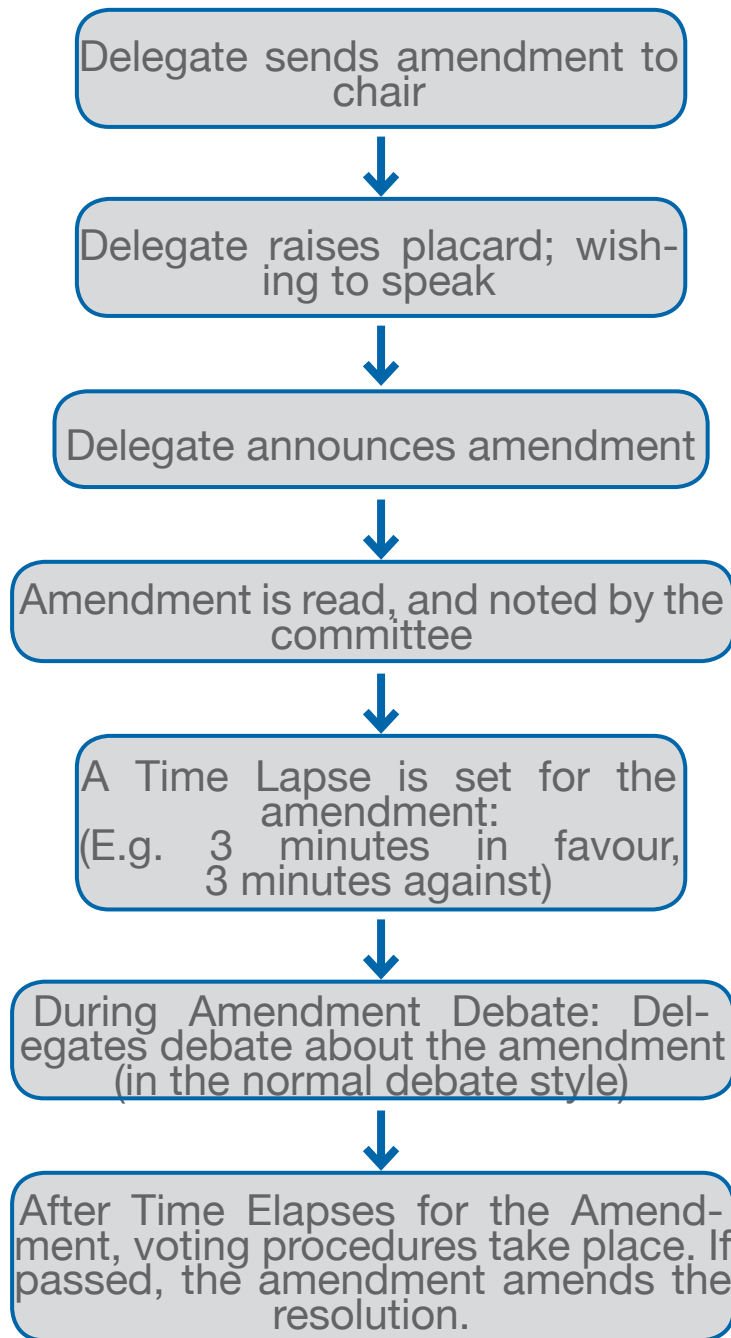 Delegate sends amendment to
chair
Delegate raises placard; wish-
ing to speak
Delegate announces amendment
Amendment is read, and noted by the
committee
A Time Lapse is set for the
amendment:
(E.g. 3 minutes in favour,
3 minutes against)
During Amendment Debate: Del-
egates debate about the amendment
(in the normal debate style)
After Time Elapses for the Amend-
ment, voting procedures take place. If
passed, the amendment amends the
resolution.